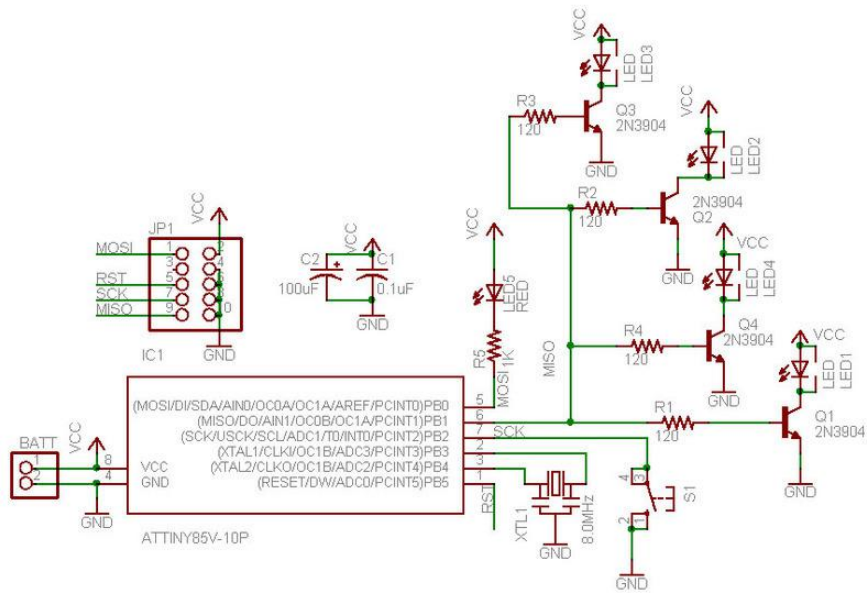 VCC
LED
LED3
R3
120
Q3
2N3904
GND
VCC
LED
LED2
R2
120
2N3904
Q2
GND
VCC
JP1
MOSI
1
2
3
4
RST
5
6
SCK
7
8
MISO
9
0
GND
IC1
VCC
C2
100uF
C1
0.1uF
GND
VCC
LED5
RED
R5
1K
MOSI
MISO
VCC
LED
LED4
R4
120
Q4
2N3904
GND
VCC
LED
LED1
R1
120
Q1
2N3904
GND
(MOSI/DI/SDA/AIN0/OC0A/OC1A/AREF/PCINT0)PB0
5
(MISO/DO/AIN1/OC0B/OC1A/PCINT1)PB1
6
(SCK/USCK/SCL/ADC1/T0/INT0/PCINT2)PB2
7
SCK
(XTAL1/CLKI/OC1B/ADC3/PCINT3)PB3
2
(XTAL2/CLKO/OC1B/ADC2/PCINT4)PB4
3
(RESET/DW/ADC0/PCINT5)PB5
1
RST
BATT
1
2
VCC
8
VCC
4
GND
GND
ATTINY85V-10P
XTL1
8.0MHz
GND
4
3
S1
2
1
GND